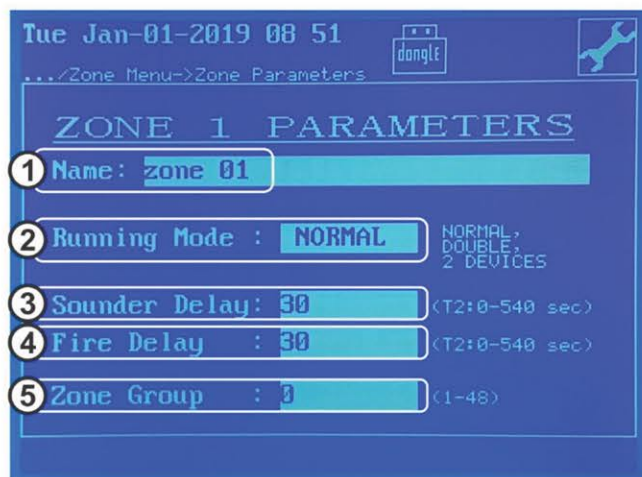 Tue Jan-01-2019 08 51
dongle
.../Zone Menu->Zone Parameters
ZONE 1 PARAMETERS
1 Name: zone 01
2 Running Mode : NORMAL
NORMAL,
DOUBLE,
2 DEVICES
3 Sounder Delay: 30 (T2:0-540 sec)
4 Fire Delay : 30 (T2:0-540 sec)
5 Zone Group : 0 (1-48)